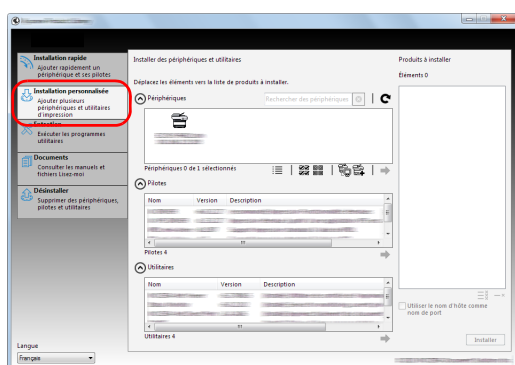 Installation rapide
Ajouter rapidement un
périphérique et ses pilotes
Installation personnalisée
Ajouter plusieurs
périphériques et utilitaires
d'impression
Exécuter les programmes
utilitaires
Documents
Consulter les manuels et
fichiers Lisez-moi
Désinstaller
Supprimer des périphériques,
pilotes et utilitaires
Langue
Français
Installer des périphériques et utilitaires
Déplacez les éléments vers la liste de produits à installer.
Périphériques
Rechercher des périphériques
Périphériques 0 de 1 sélectionnés
Pilotes
Nom Version Description
Pilotes 4
Utilitaires
Nom Version Description
Utilitaires 4
Produits à installer
Éléments 0
Utiliser le nom d'hôte comme
nom de port
Installer